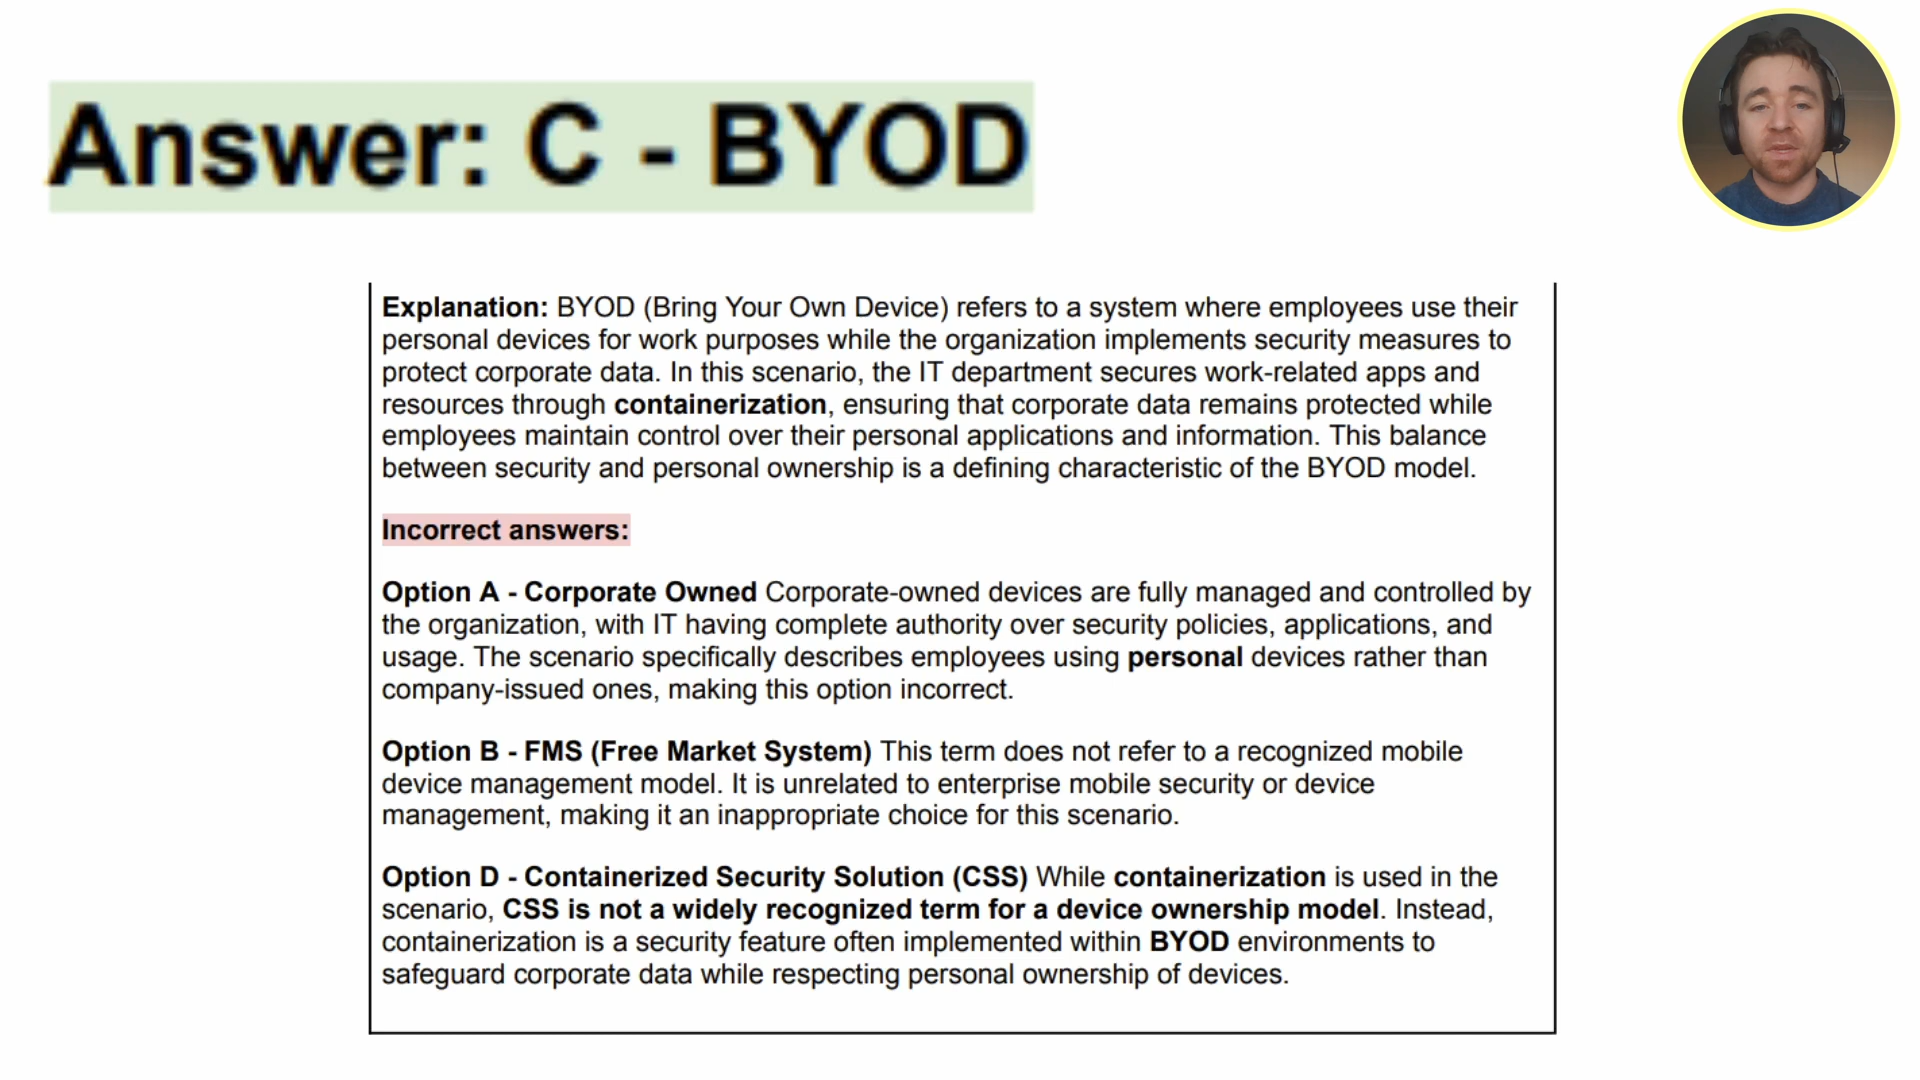 Answer: C - BYOD
Explanation: BYOD (Bring Your Own Device) refers to a system where employees use their
personal devices for work purposes while the organization implements security measures to
protect corporate data. In this scenario, the IT department secures work-related apps and
resources through containerization, ensuring that corporate data remains protected while
employees maintain control over their personal applications and information. This balance
between security and personal ownership is a defining characteristic of the BYOD model.
Incorrect answers:
Option A - Corporate Owned Corporate-owned devices are fully managed and controlled by
the organization, with IT having complete authority over security policies, applications, and
usage. The scenario specifically describes employees using personal devices rather than
company-issued ones, making this option incorrect.
Option B - FMS (Free Market System) This term does not refer to a recognized mobile
device management model. It is unrelated to enterprise mobile security or device
management, making it an inappropriate choice for this scenario.
Option D - Containerized Security Solution (CSS) While containerization is used in the
scenario, CSS is not a widely recognized term for a device ownership model. Instead,
containerization is a security feature often implemented within BYOD environments to
safeguard corporate data while respecting personal ownership of devices.